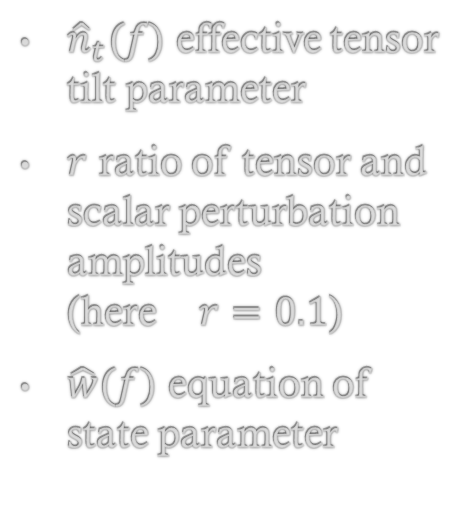 • n̂ₜ(f) effective tensor
tilt parameter
• r ratio of tensor and
scalar perturbation
amplitudes
(here r = 0.1)
• ŵ(f) equation of
state parameter